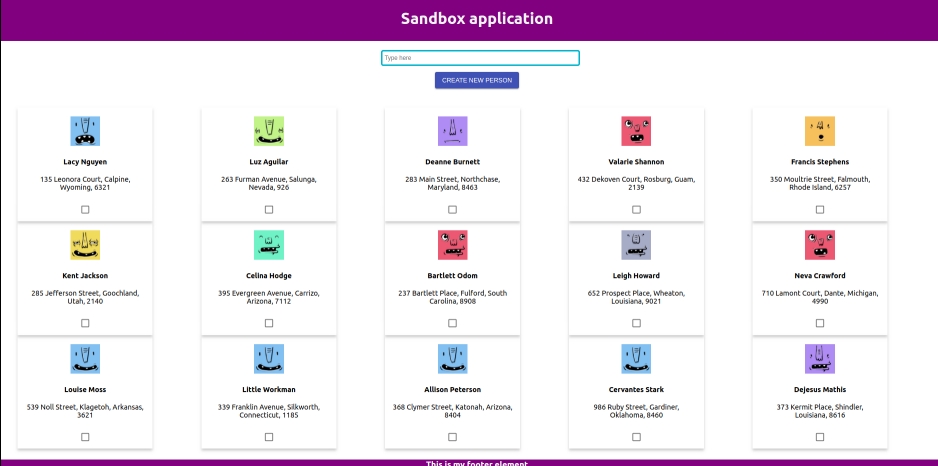 Sandbox application
Type here
CREATE NEW PERSON
Lacy Nguyen
135 Leonora Court, Calpine,
Wyoming, 6321
Luz Aguilar
263 Furman Avenue, Salunga,
Nevada, 926
Deanne Burnett
283 Main Street, Northchase,
Maryland, 8463
Valarie Shannon
432 Dekoven Court, Rosburg, Guam,
2139
Francis Stephens
350 Moultrie Street, Falmouth,
Rhode Island, 6257
Kent Jackson
285 Jefferson Street, Goochland,
Utah, 2140
Celina Hodge
395 Evergreen Avenue, Carrizo,
Arizona, 7112
Bartlett Odom
237 Bartlett Place, Fulford, South
Carolina, 8908
Leigh Howard
652 Prospect Place, Wheaton,
Louisiana, 9021
Neva Crawford
710 Lamont Court, Dante, Michigan,
4990
Louise Moss
539 Noll Street, Klagetoh, Arkansas,
3621
Little Workman
339 Franklin Avenue, Silkworth,
Connecticut, 1185
Allison Peterson
368 Clymer Street, Katonah, Arizona,
8404
Cervantes Stark
986 Ruby Street, Gardiner,
Oklahoma, 8460
Dejesus Mathis
373 Kermit Place, Shindler,
Louisiana, 8616
This is my footer element